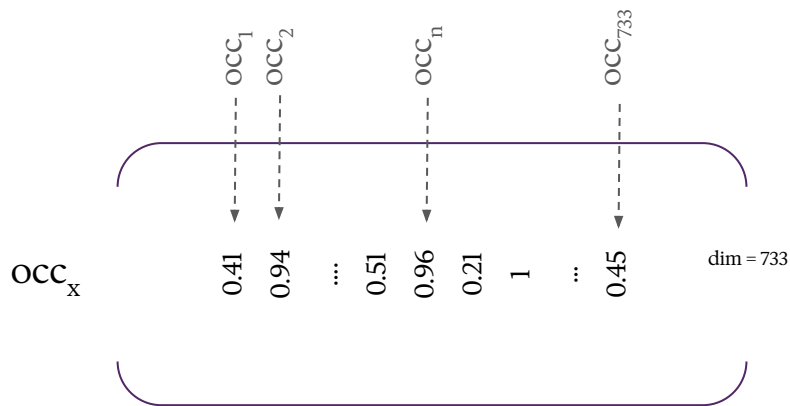 occ₁ occ₂ occₙ occ₇₃₃
occₓ 0.41 0.94 .... 0.51 0.96 0.21 1 ... 0.45 dim = 733